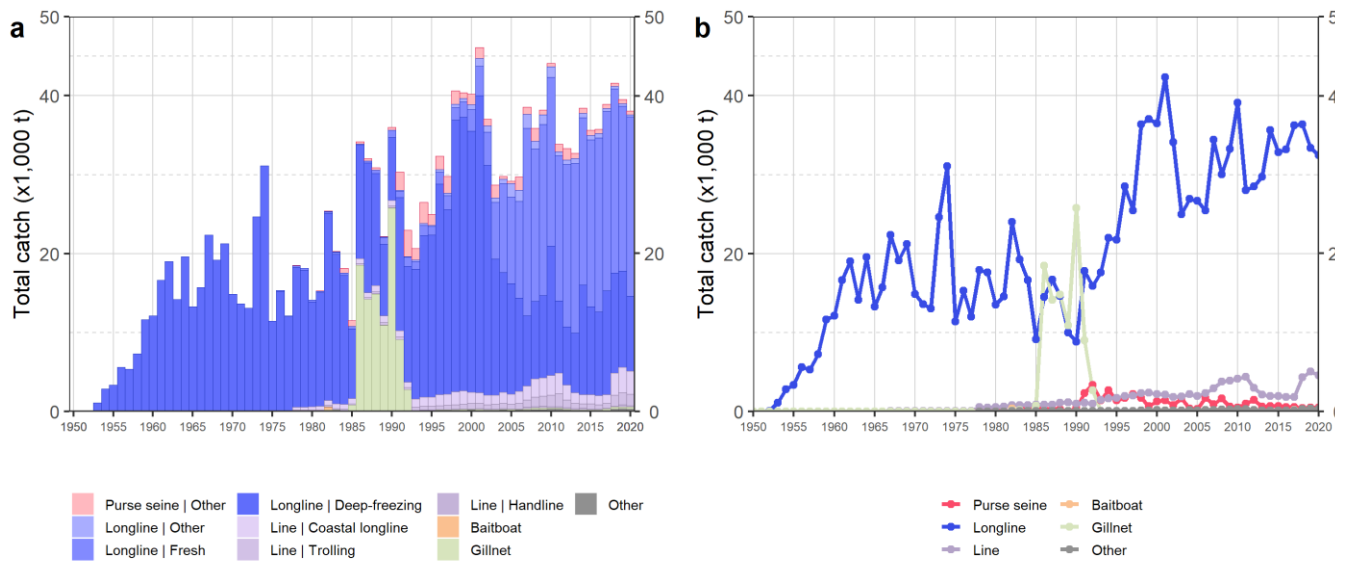 a
Total catch (x1,000 t)
50
40
20
0
50
40
20
0
1950 1955 1960 1965 1970 1975 1980 1985 1990 1995 2000 2005 2010 2015 2020
Purse seine | Other
Longline | Other
Longline | Fresh
Longline | Deep-freezing
Line | Coastal longline
Line | Trolling
Line | Handline
Baitboat
Gillnet
Other
b
Total catch (x1,000 t)
50
40
20
0
5
4
2
0
1950 1955 1960 1965 1970 1975 1980 1985 1990 1995 2000 2005 2010 2015 2020
Purse seine
Longline
Line
Baitboat
Gillnet
Other